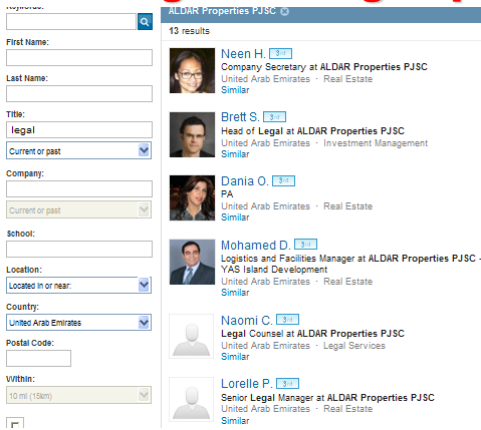 Keywords:
ALDAR Properties PJSC
13 results
First Name:
Last Name:
Title:
legal
Current or past
Company:
Current or past
School:
Location:
Located in or near:
Country:
United Arab Emirates
Postal Code:
Within:
10 mi (15km)
Neen H. 3rd
Company Secretary at ALDAR Properties PJSC
United Arab Emirates · Real Estate
Similar
Brett S. 3rd
Head of Legal at ALDAR Properties PJSC
United Arab Emirates · Investment Management
Similar
Dania O. 3rd
PA
United Arab Emirates · Real Estate
Similar
Mohamed D. 3rd
Logistics and Facilities Manager at ALDAR Properties PJSC -
YAS Island Development
United Arab Emirates · Real Estate
Similar
Naomi C. 3rd
Legal Counsel at ALDAR Properties PJSC
United Arab Emirates · Legal Services
Similar
Lorelle P. 3rd
Senior Legal Manager at ALDAR Properties PJSC
United Arab Emirates · Real Estate
Similar